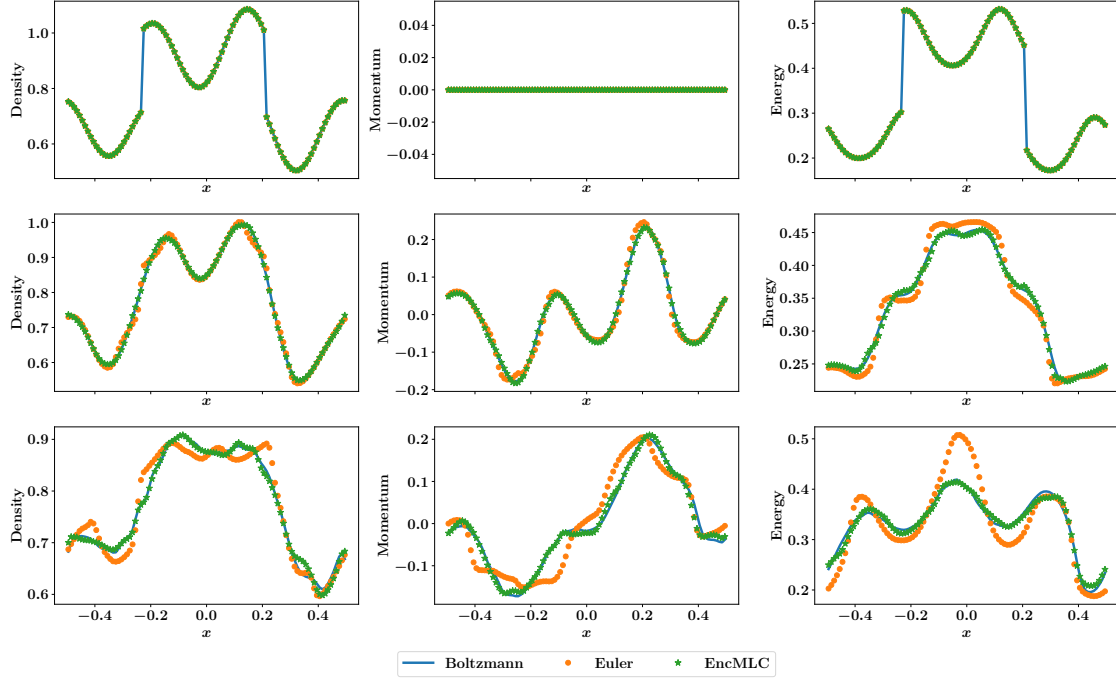 Density
1.0
0.8
0.6
x
Momentum
0.04
0.02
0.00
−0.02
−0.04
x
Energy
0.5
0.4
0.3
0.2
x
Density
1.0
0.9
0.8
0.7
0.6
x
Momentum
0.2
0.1
0.0
−0.1
−0.2
x
Energy
0.45
0.40
0.35
0.30
0.25
x
Density
0.9
0.8
0.7
0.6
−0.4 −0.2 0.0 0.2 0.4
x
Momentum
0.2
0.1
0.0
−0.1
−0.4 −0.2 0.0 0.2 0.4
x
Energy
0.5
0.4
0.3
0.2
−0.4 −0.2 0.0 0.2 0.4
x
Boltzmann Euler EncMLC